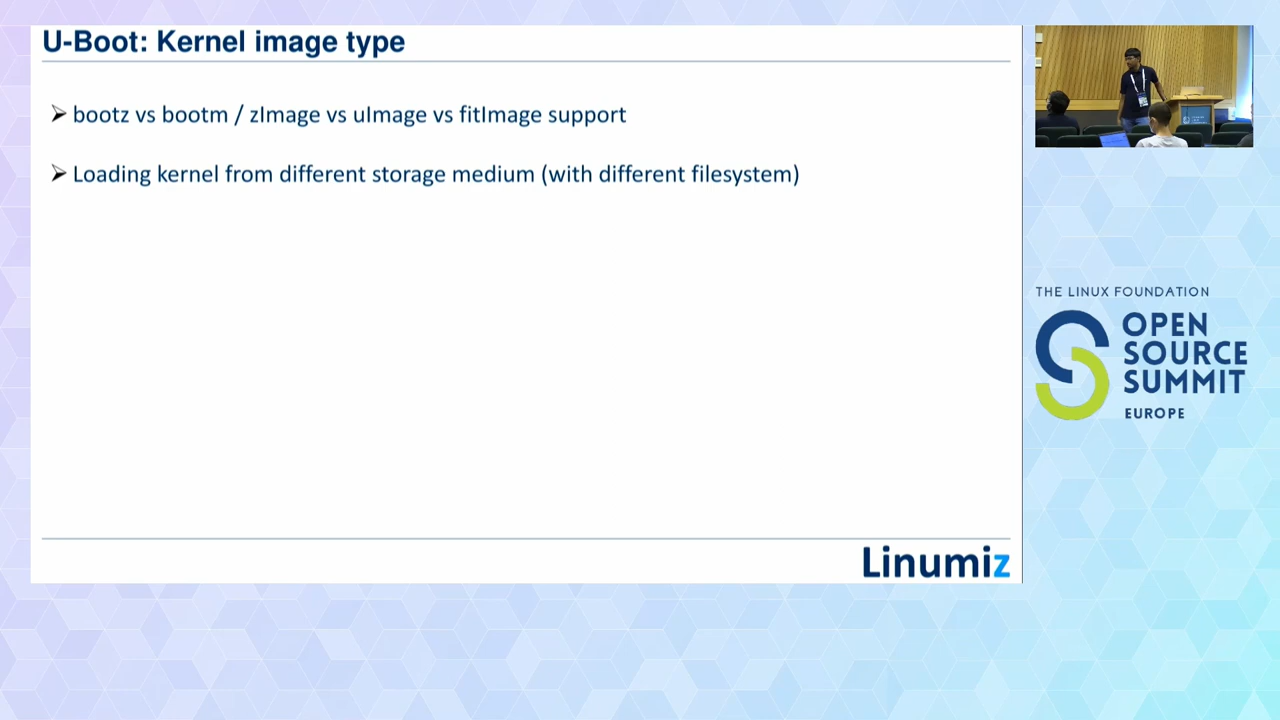 U-Boot: Kernel image type
bootz vs bootm / zImage vs uImage vs fitImage support
Loading kernel from different storage medium (with different filesystem)
Linumiz
THE LINUX FOUNDATION
OPEN
SOURCE
SUMMIT
EUROPE